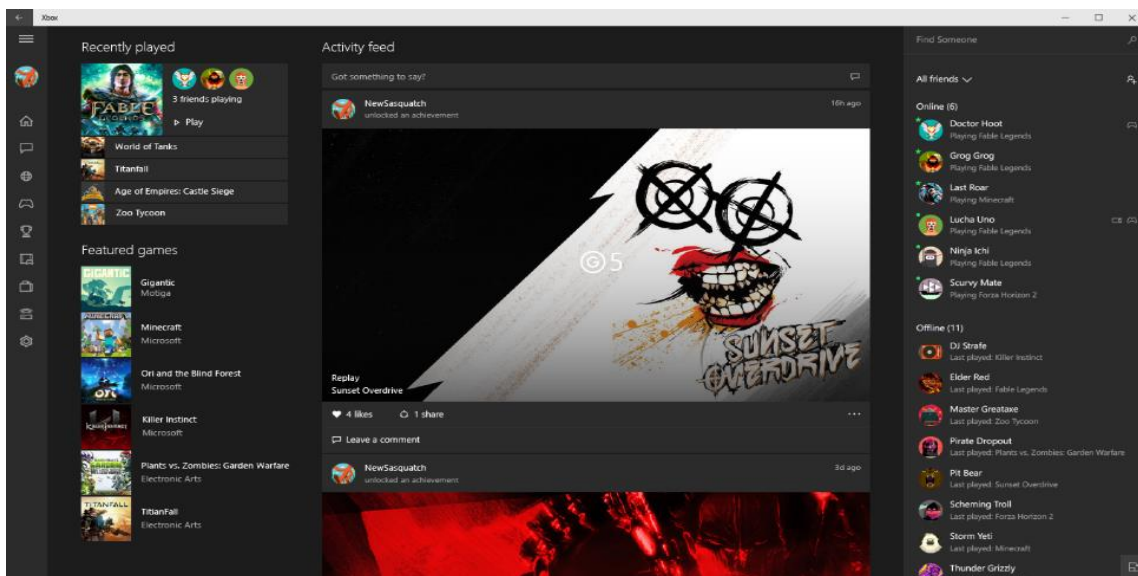 Xbox
Recently played
FABLE
LEGENDS
3 friends playing
Play
World of Tanks
Titanfall
Age of Empires: Castle Siege
Zoo Tycoon
Featured games
GIGANTIC
Gigantic
Motiga
MINECRAFT
Minecraft
Microsoft
ORI
Ori and the Blind Forest
Microsoft
KILLER INSTINCT
Killer Instinct
Microsoft
Plants vs. Zombies: Garden Warfare
Electronic Arts
TITANFALL
TitianFall
Electronic Arts
Activity feed
Got something to say?
NewSasquatch
16h ago
unlocked an achievement
G 5
SUNSET
OVERDRIVE
Replay
Sunset Overdrive
4 likes
1 share
Leave a comment
NewSasquatch
3d ago
unlocked an achievement
Find Someone
All friends
Online (6)
Doctor Hoot
Playing Fable Legends
Grog Grog
Playing Fable Legends
Last Roar
Playing Minecraft
Lucha Uno
Playing Fable Legends
Ninja Ichi
Playing Fable Legends
Scurvy Mate
Playing Forza Horizon 2
Offline (11)
DJ Strafe
Last played: Killer Instinct
Elder Red
Last played: Fable Legends
Master Greataxe
Last played: Zoo Tycoon
Pirate Dropout
Last played: Plants vs. Zombies: Garden Warfare
Pit Bear
Last played: Sunset Overdrive
Scheming Troll
Last played: Forza Horizon 2
Storm Yeti
Last played: Minecraft
Thunder Grizzly